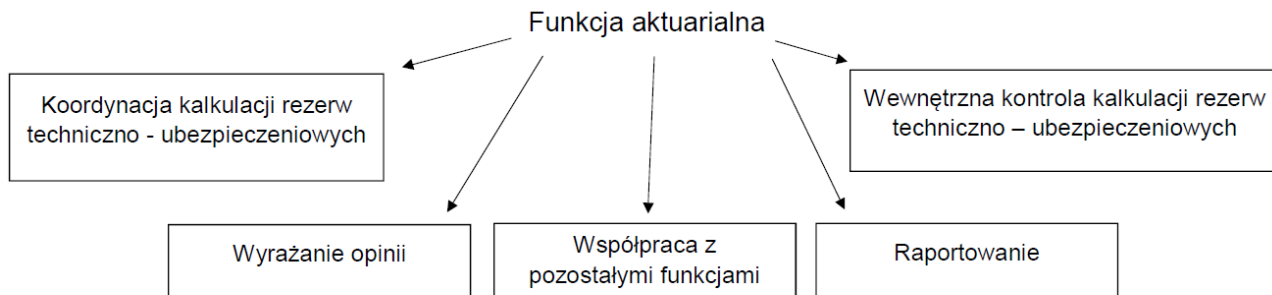 Funkcja aktuarialna
Koordynacja kalkulacji rezerw
techniczno - ubezpieczeniowych
Wewnętrzna kontrola kalkulacji rezerw
techniczno – ubezpieczeniowych
Wyrażanie opinii
Współpraca z
pozostałymi funkcjami
Raportowanie